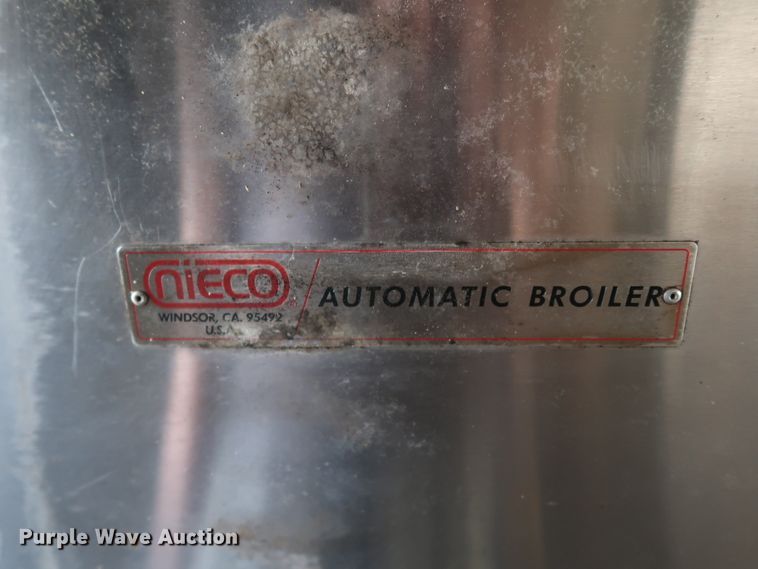 NIECO
WINDSOR, CA. 95492
U.S.A.
AUTOMATIC BROILER
Purple Wave Auction